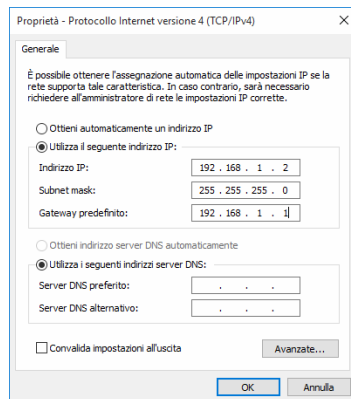 Proprietà - Protocollo Internet versione 4 (TCP/IPv4)
Generale
È possibile ottenere l'assegnazione automatica delle impostazioni IP se la
rete supporta tale caratteristica. In caso contrario, sarà necessario
richiedere all'amministratore di rete le impostazioni IP corrette.
Ottieni automaticamente un indirizzo IP
Utilizza il seguente indirizzo IP:
Indirizzo IP: 192 . 168 . 1 . 2
Subnet mask: 255 . 255 . 255 . 0
Gateway predefinito: 192 . 168 . 1 . 1
Ottieni indirizzo server DNS automaticamente
Utilizza i seguenti indirizzi server DNS:
Server DNS preferito: . . .
Server DNS alternativo: . . .
Convalida impostazioni all'uscita Avanzate...
OK Annulla